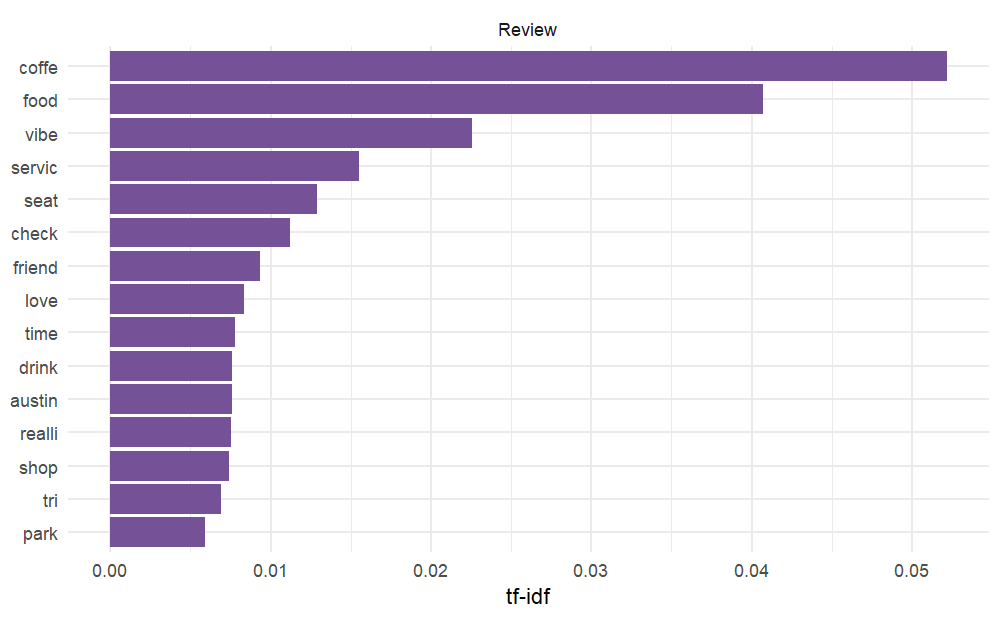 Review
coffe
food
vibe
servic
seat
check
friend
love
time
drink
austin
realli
shop
tri
park
0.00 0.01 0.02 0.03 0.04 0.05
tf-idf